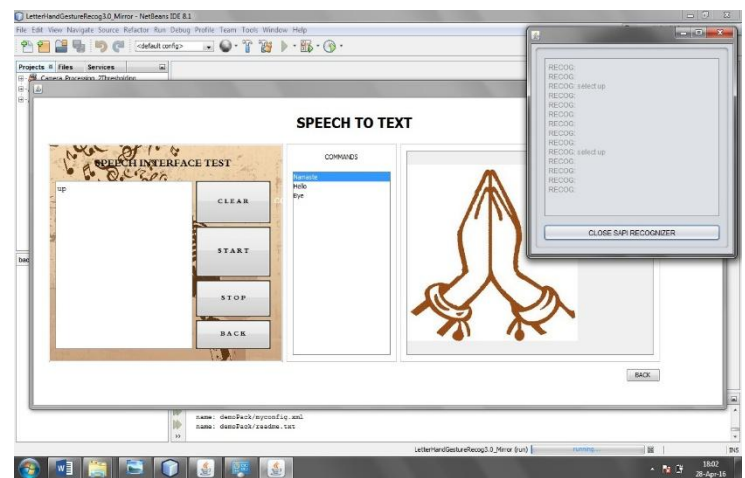 LetterHandGestureRecog3.0_Mirror - NetBeans IDE 8.1
File Edit View Navigate Source Refactor Run Debug Profile Team Tools Window Help
<default config>
Projects Files Services
Camera Processing 2Thresholding
SPEECH TO TEXT
SPEECH INTERFACE TEST
up
CLEAR
START
STOP
BACK
COMMANDS
Namaste
Hello
Bye
BACK
RECOG:
RECOG:
RECOG: select up
RECOG:
RECOG:
RECOG:
RECOG:
RECOG:
RECOG:
RECOG: select up
RECOG:
RECOG:
RECOG:
RECOG:
CLOSE SAPI RECOGNIZER
name: demoPack/myconfig.xml
name: demoPack/readme.txt
LetterHandGestureRecog3.0_Mirror (run)
running...
INS
18:02
28-Apr-16